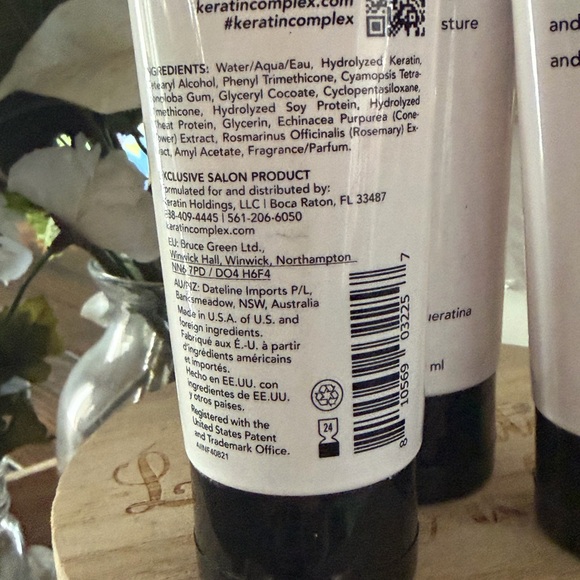 keratincomplex.com
#keratincomplex
INGREDIENTS: Water/Aqua/Eau, Hydrolyzed Keratin,
Alcohol, Phenyl Trimethicone, Cyamopsis Tetra-
Gum, Glyceryl Cocoate, Cyclopentasiloxane,
Hydrolyzed Soy Protein, Hydrolyzed
Wheat Protein, Glycerin, Echinacea Purpurea (Cone-
flower) Extract, Rosmarinus Officinalis (Rosemary) Ex-
tract, Amyl Acetate, Fragrance/Parfum.
EXCLUSIVE SALON PRODUCT
Formulated for and distributed by:
Keratin Holdings, LLC | Boca Raton, FL 33487
88-409-4445 | 561-206-6050
keratincomplex.com
EU: Bruce Green Ltd.,
Winwick Hall, Winwick, Northampton
NN6 7PD / DO4 H6F4
AU/NZ: Dateline Imports P/L,
Banksmeadow, NSW, Australia
Made in U.S.A. of U.S. and
foreign ingredients.
Fabriqué aux É.-U. à partir
d'ingrédients américains
et importés.
Hecho en EE.UU. con
ingredientes de EE.UU.
y otros países.
Registered with the
United States Patent
and Trademark Office.
24
8 10569 03225 7
sture
ueratina
ml
and
and